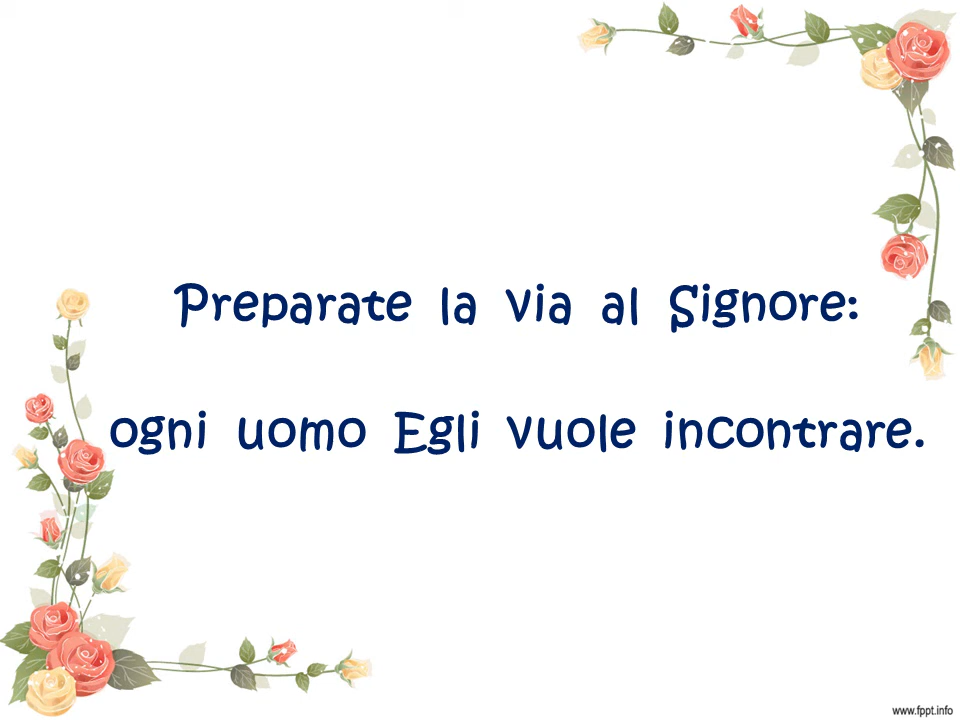 Preparate la via al Signore:
ogni uomo Egli vuole incontrare.
www.fppt.info